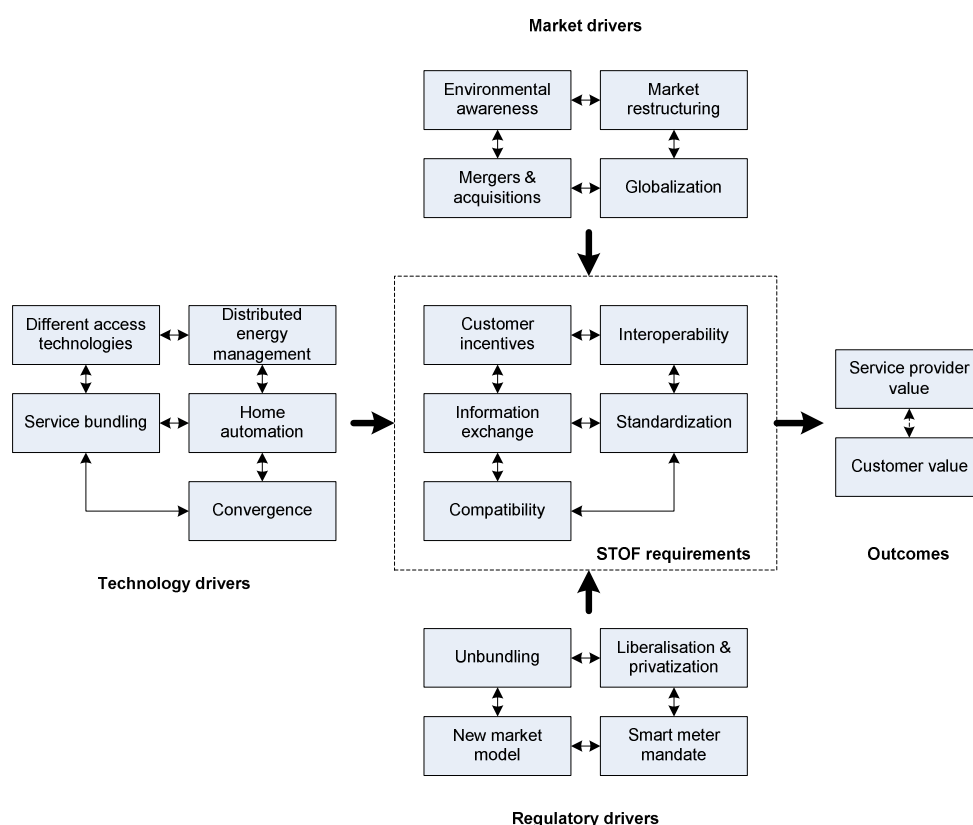 Market drivers
Environmental
awareness
Market
restructuring
Mergers &
acquisitions
Globalization
Different access
technologies
Distributed
energy
management
Service bundling
Home
automation
Convergence
Technology drivers
Customer
incentives
Interoperability
Information
exchange
Standardization
Compatibility
STOF requirements
Service provider
value
Customer value
Outcomes
Unbundling
Liberalisation &
privatization
New market
model
Smart meter
mandate
Regulatory drivers